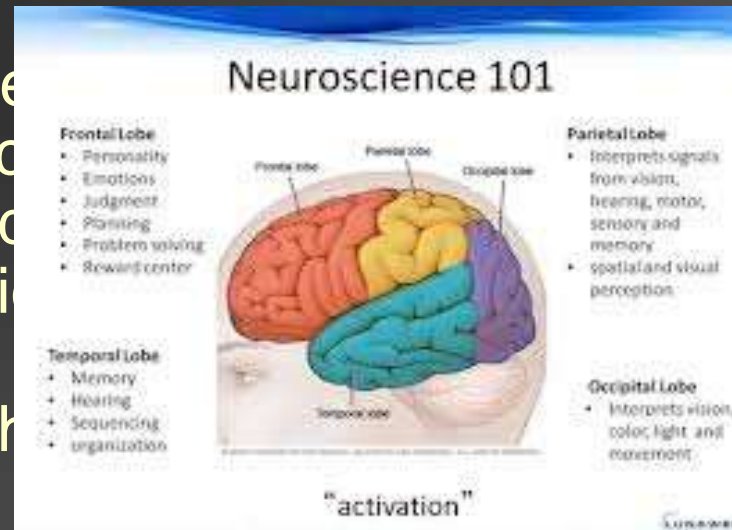 Neuroscience 101
Frontal Lobe
• Personality
• Emotions
• Judgment
• Planning
• Problem solving
• Reward center
Temporal Lobe
• Memory
• Hearing
• Sequencing
• organization
Frontal lobe
Parietal lobe
Occipital lobe
Temporal lobe
Parietal Lobe
• Interprets signals
from vision,
hearing, motor,
sensory and
memory
• spatial and visual
perception
Occipital Lobe
• Interprets vision,
color, light and
movement
"activation"